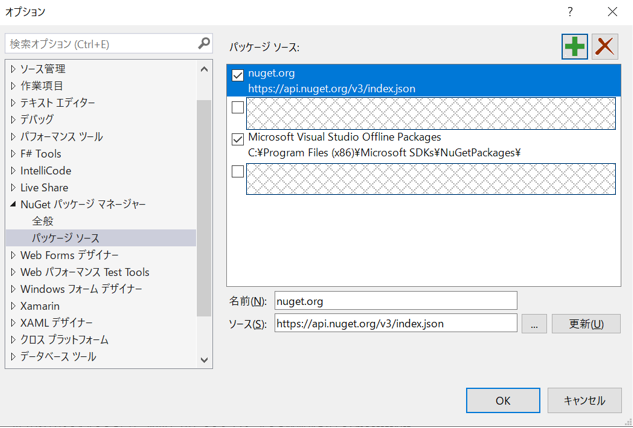 オプション
検索オプション (Ctrl+E)
ソース管理
作業項目
テキスト エディター
デバッグ
パフォーマンス ツール
F# Tools
IntelliCode
Live Share
NuGet パッケージ マネージャー
全般
パッケージ ソース
Web Forms デザイナー
Web パフォーマンス Test Tools
Windows フォーム デザイナー
Xamarin
XAML デザイナー
クロス プラットフォーム
データベース ツール
パッケージ ソース:
nuget.org
https://api.nuget.org/v3/index.json
Microsoft Visual Studio Offline Packages
C:¥Program Files (x86)¥Microsoft SDKs¥NuGetPackages¥
名前(N): nuget.org
ソース(S): https://api.nuget.org/v3/index.json ... 更新(U)
OK キャンセル